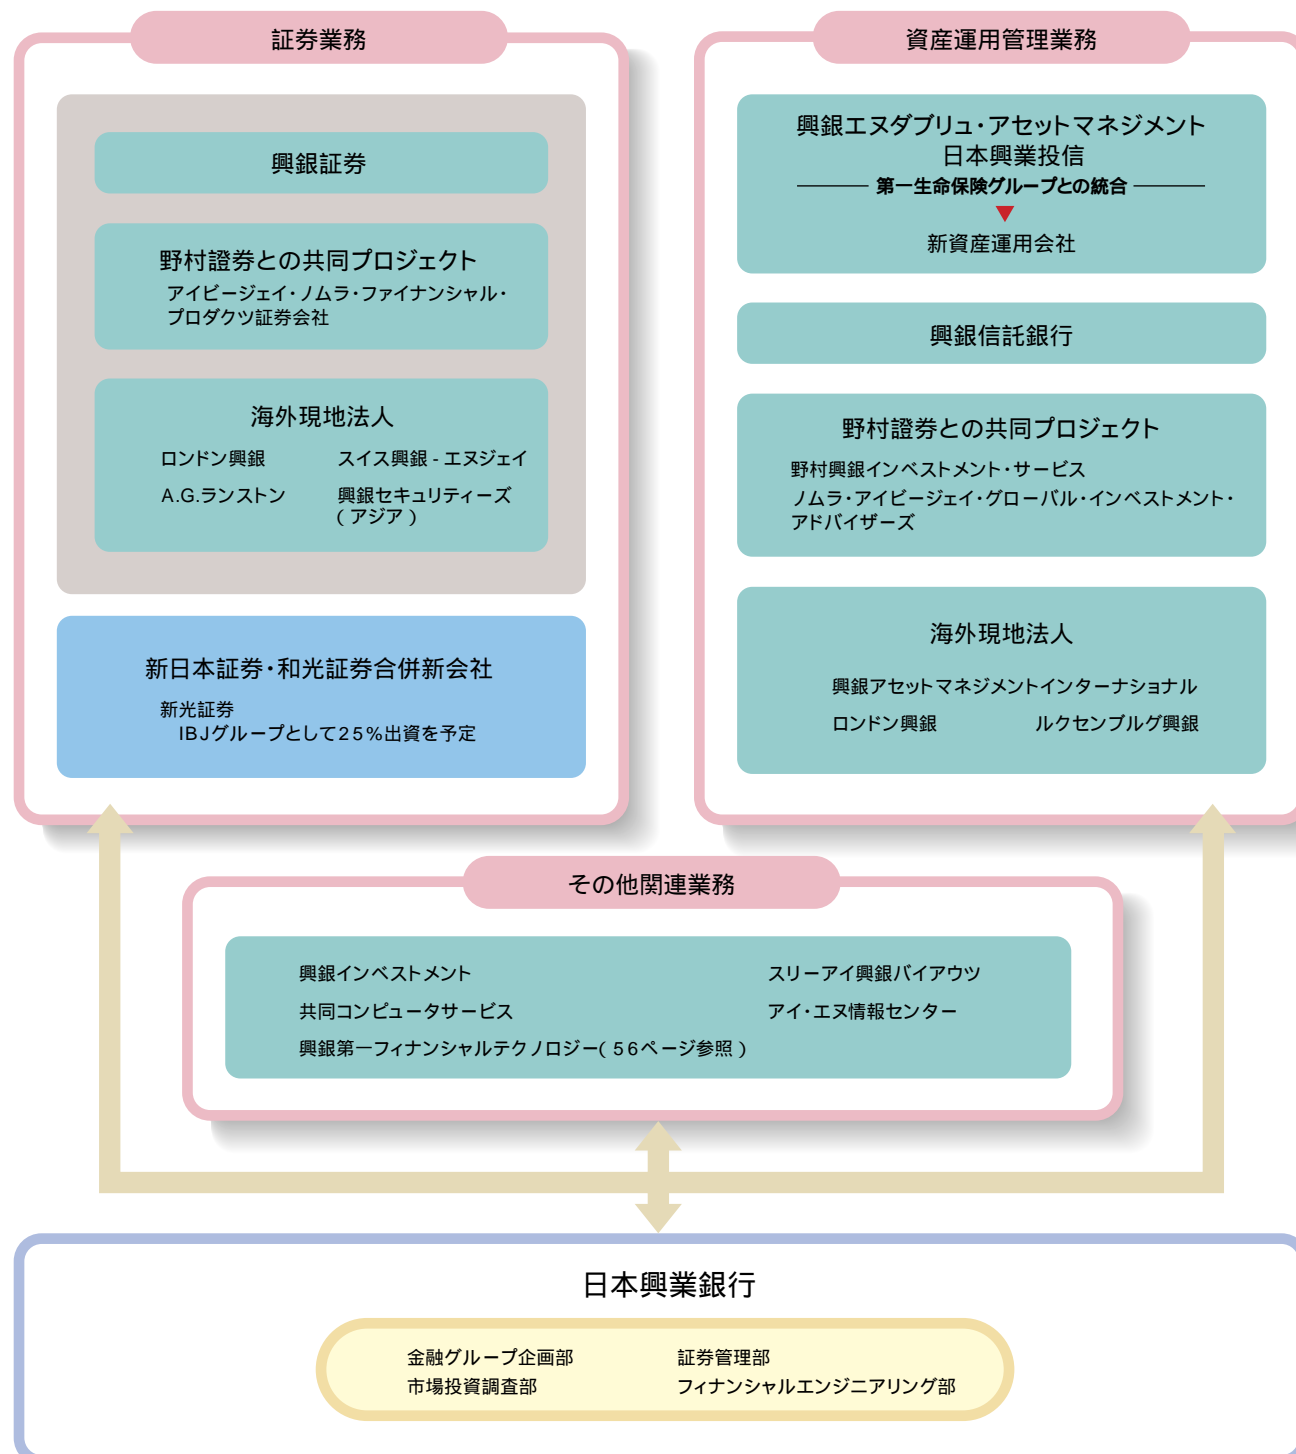 証券業務
興銀証券
野村證券との共同プロジェクト
アイビージェイ・ノムラ・ファイナンシャル・
プロダクツ証券会社
海外現地法人
ロンドン興銀 スイス興銀 - エヌジェイ
A.G.ランストン 興銀セキュリティーズ
( アジア )
新日本証券・和光証券合併新会社
新光証券
IBJグループとして25%出資を予定
資産運用管理業務
興銀エヌダブリュ・アセットマネジメント
日本興業投信
第一生命保険グループとの統合
新資産運用会社
興銀信託銀行
野村證券との共同プロジェクト
野村興銀インベストメント・サービス
ノムラ・アイビージェイ・グローバル・インベストメント・
アドバイザーズ
海外現地法人
興銀アセットマネジメントインターナショナル
ロンドン興銀 ルクセンブルグ興銀
その他関連業務
興銀インベストメント スリーアイ興銀バイアウツ
共同コンピュータサービス アイ・エヌ情報センター
興銀第一フィナンシャルテクノロジー( 56ページ参照 )
日本興業銀行
金融グループ企画部 証券管理部
市場投資調査部 フィナンシャルエンジニアリング部